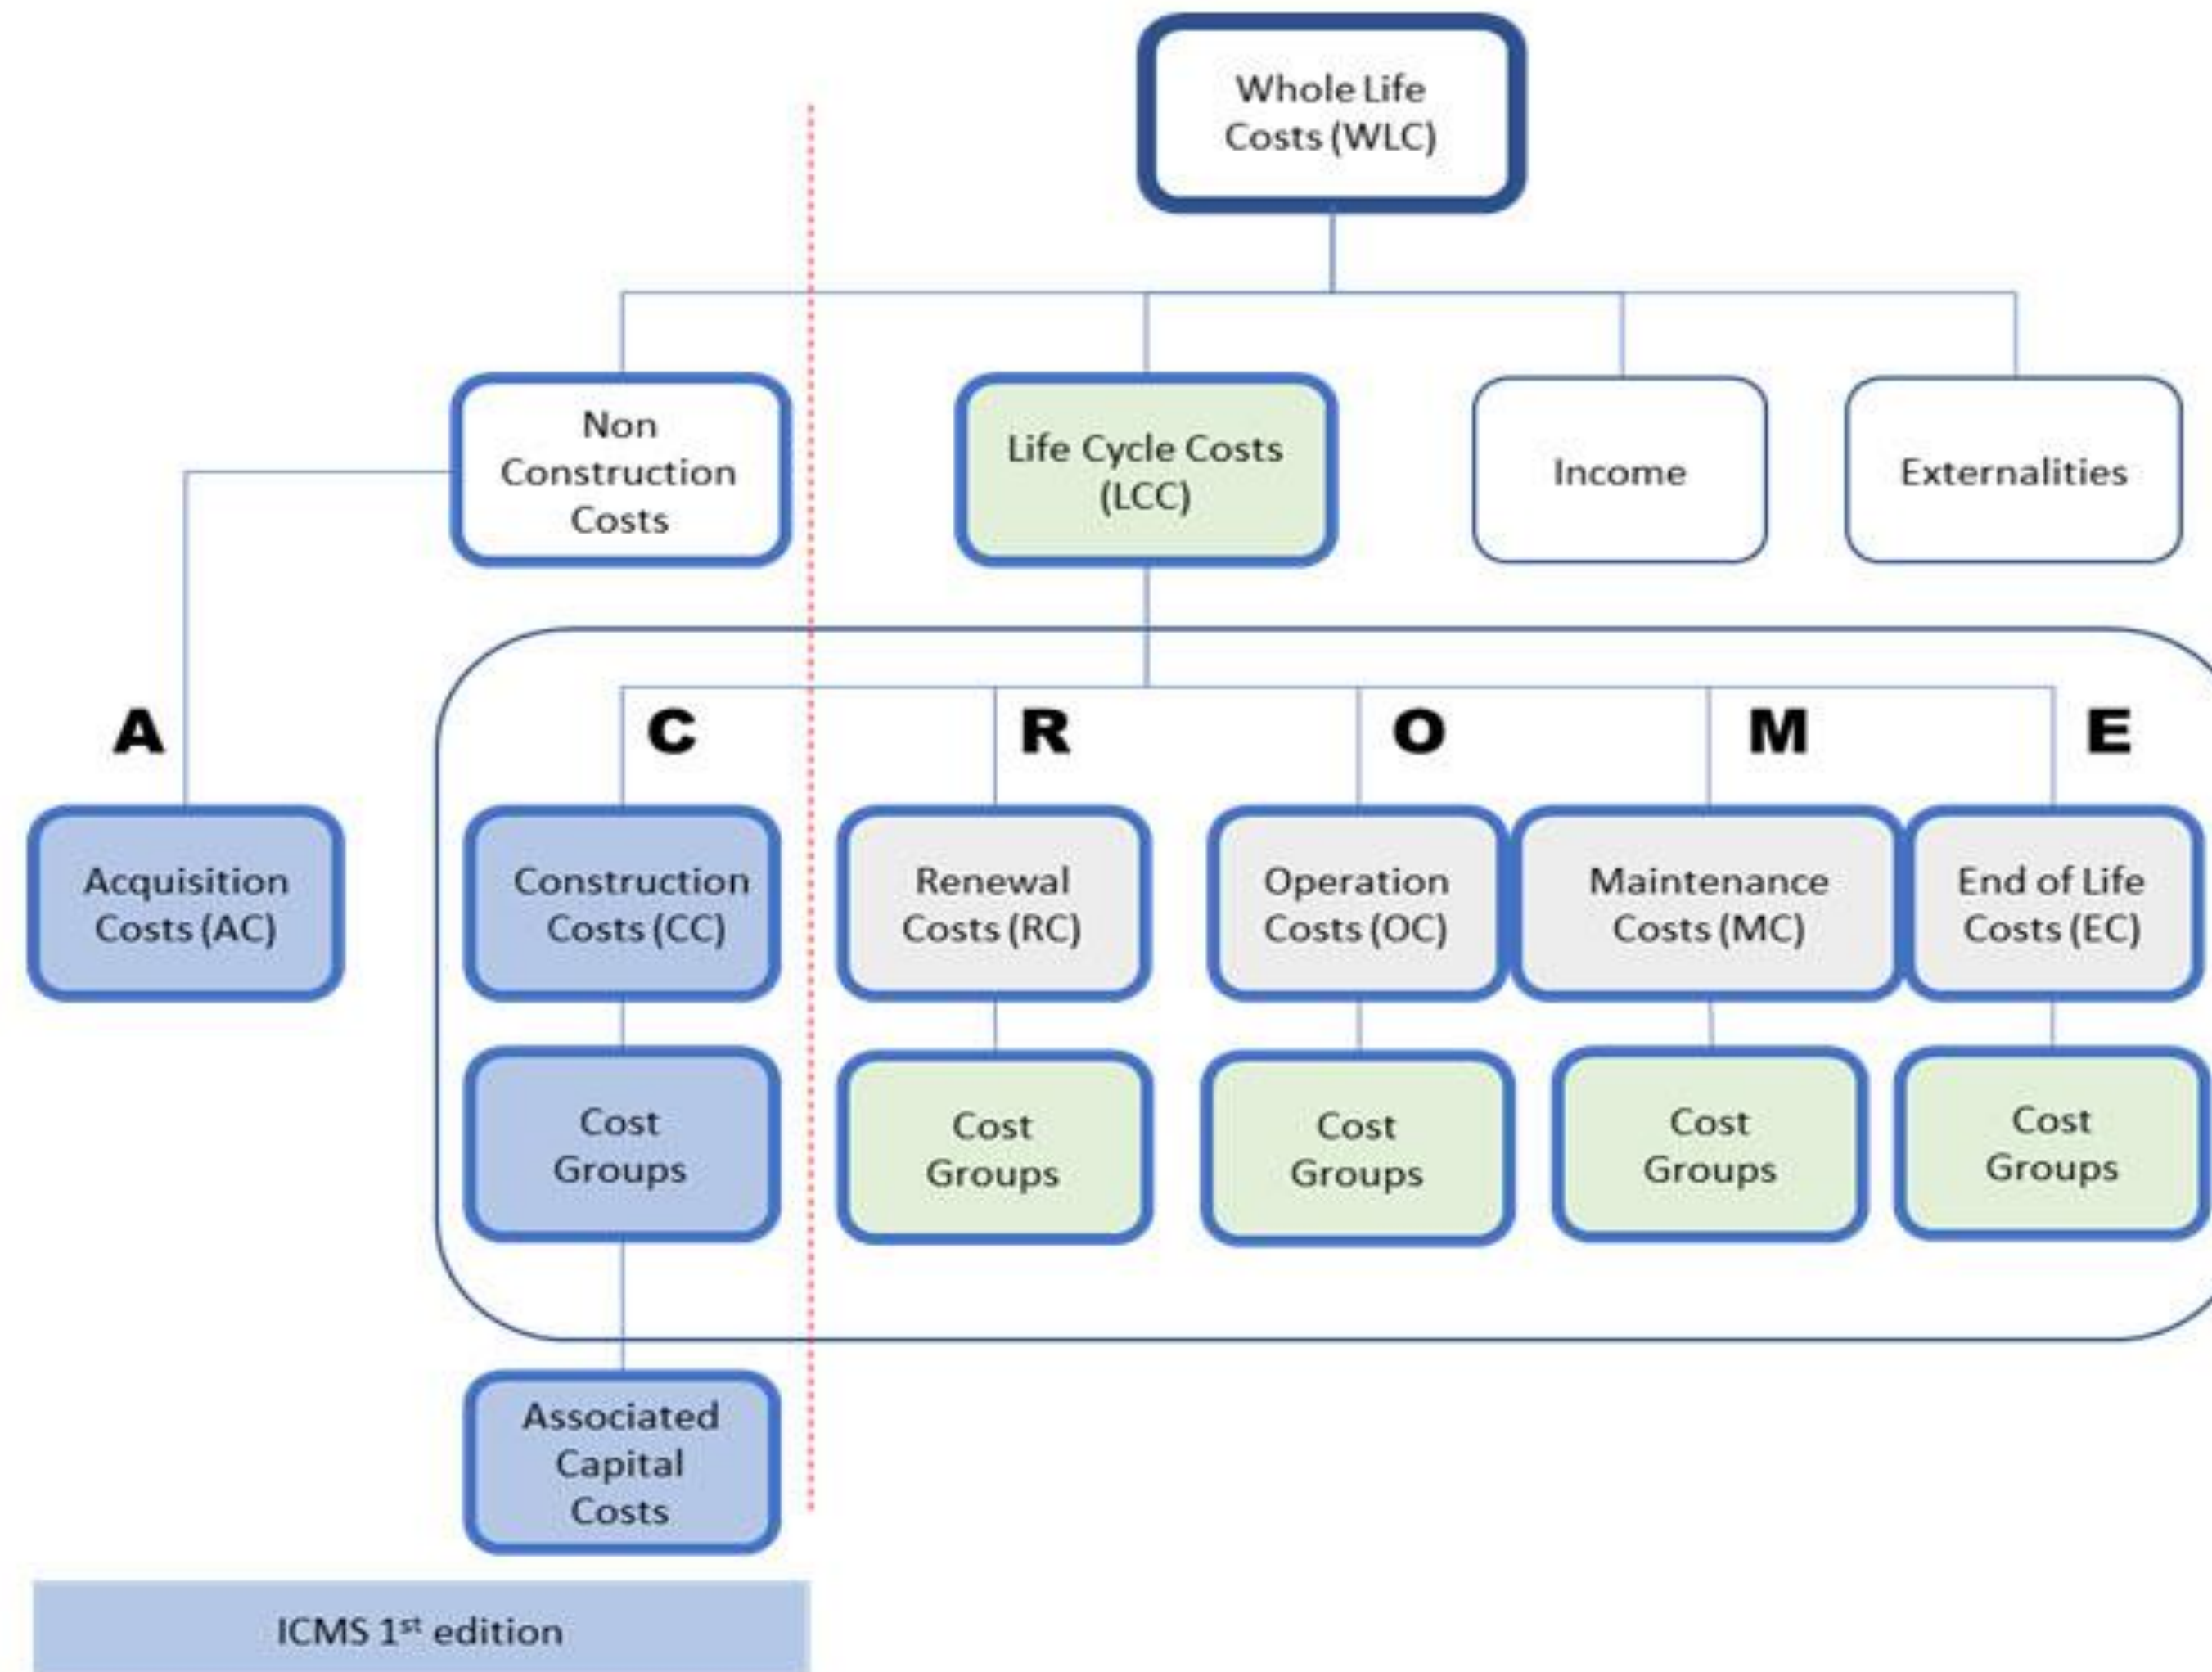 Whole Life
Costs (WLC)
Non
Construction
Costs
Life Cycle Costs
(LCC)
Income
Externalities
A
C
R
O
M
E
Acquisition
Costs (AC)
Construction
Costs (CC)
Renewal
Costs (RC)
Operation
Costs (OC)
Maintenance
Costs (MC)
End of Life
Costs (EC)
Cost
Groups
Cost
Groups
Cost
Groups
Cost
Groups
Cost
Groups
Associated
Capital
Costs
ICMS 1st edition